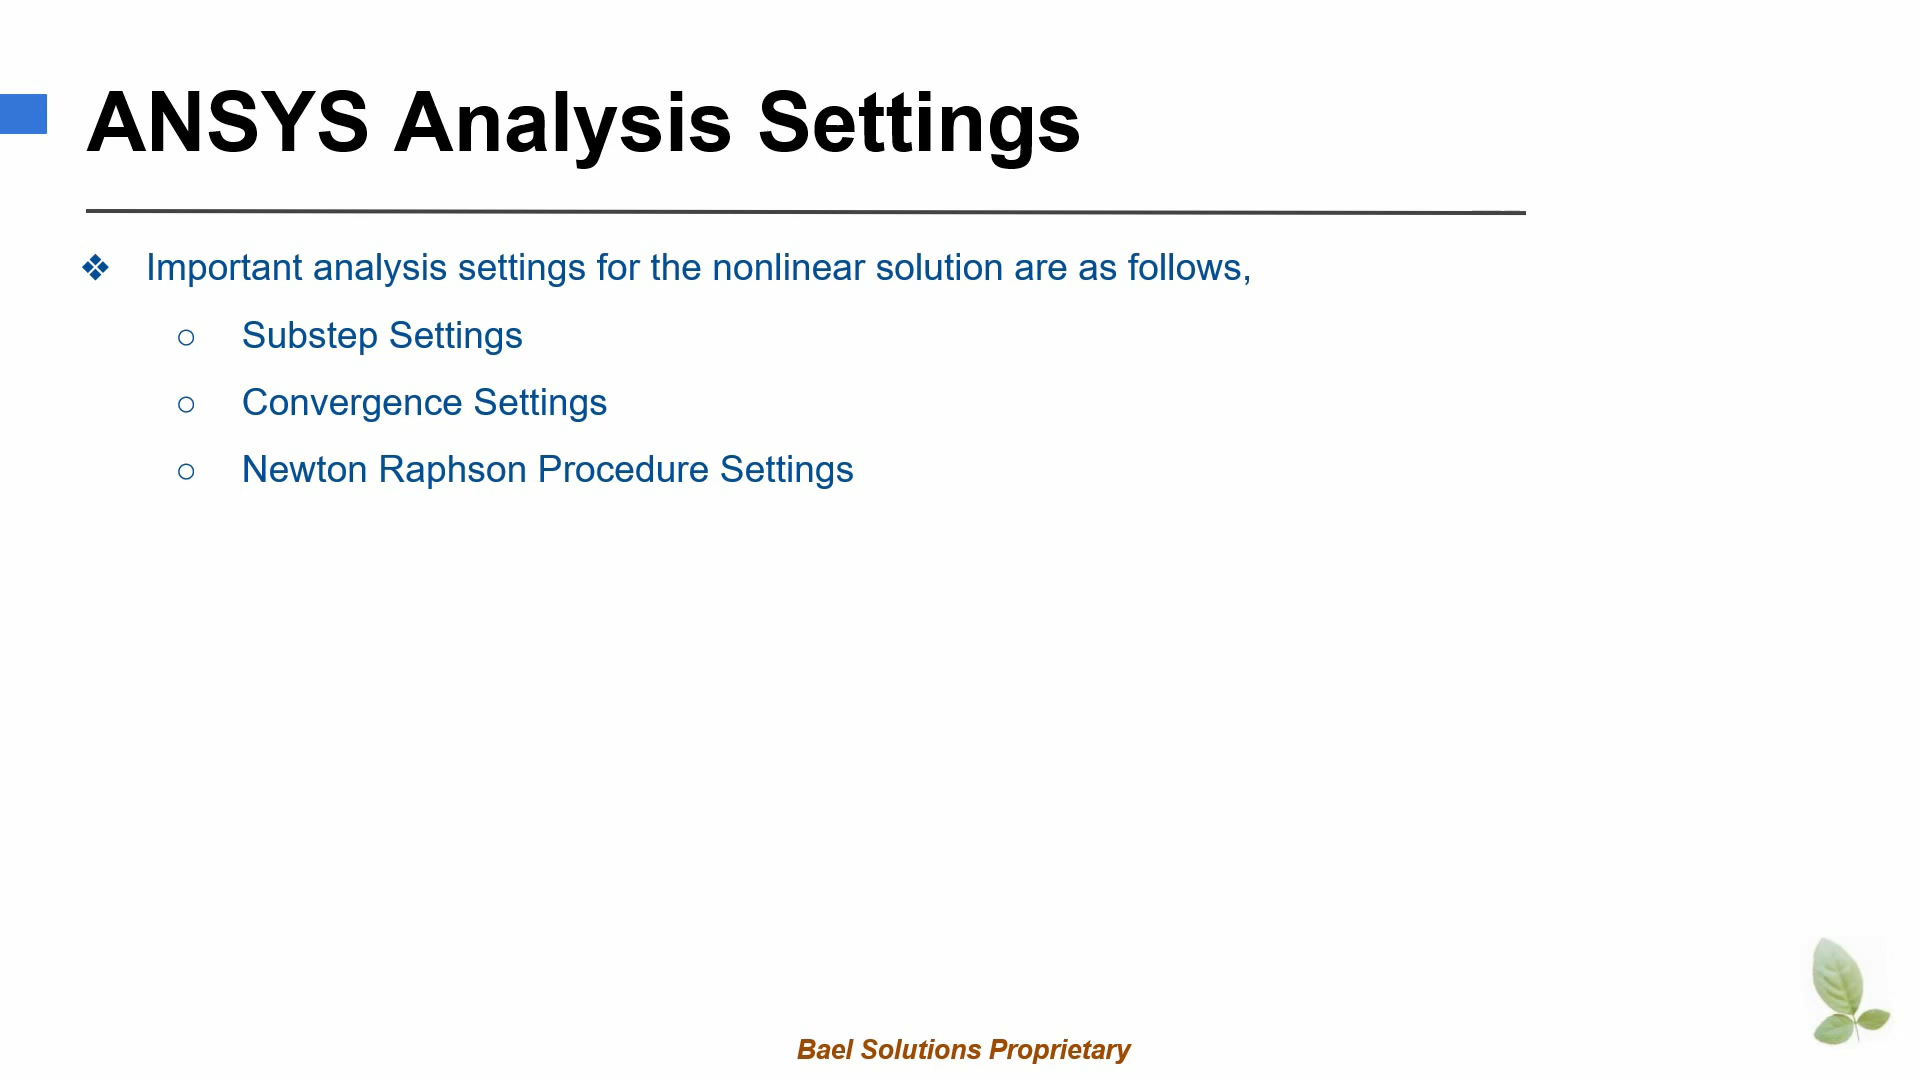 ANSYS Analysis Settings
❖ Important analysis settings for the nonlinear solution are as follows,
○ Substep Settings
○ Convergence Settings
○ Newton Raphson Procedure Settings
Bael Solutions Proprietary